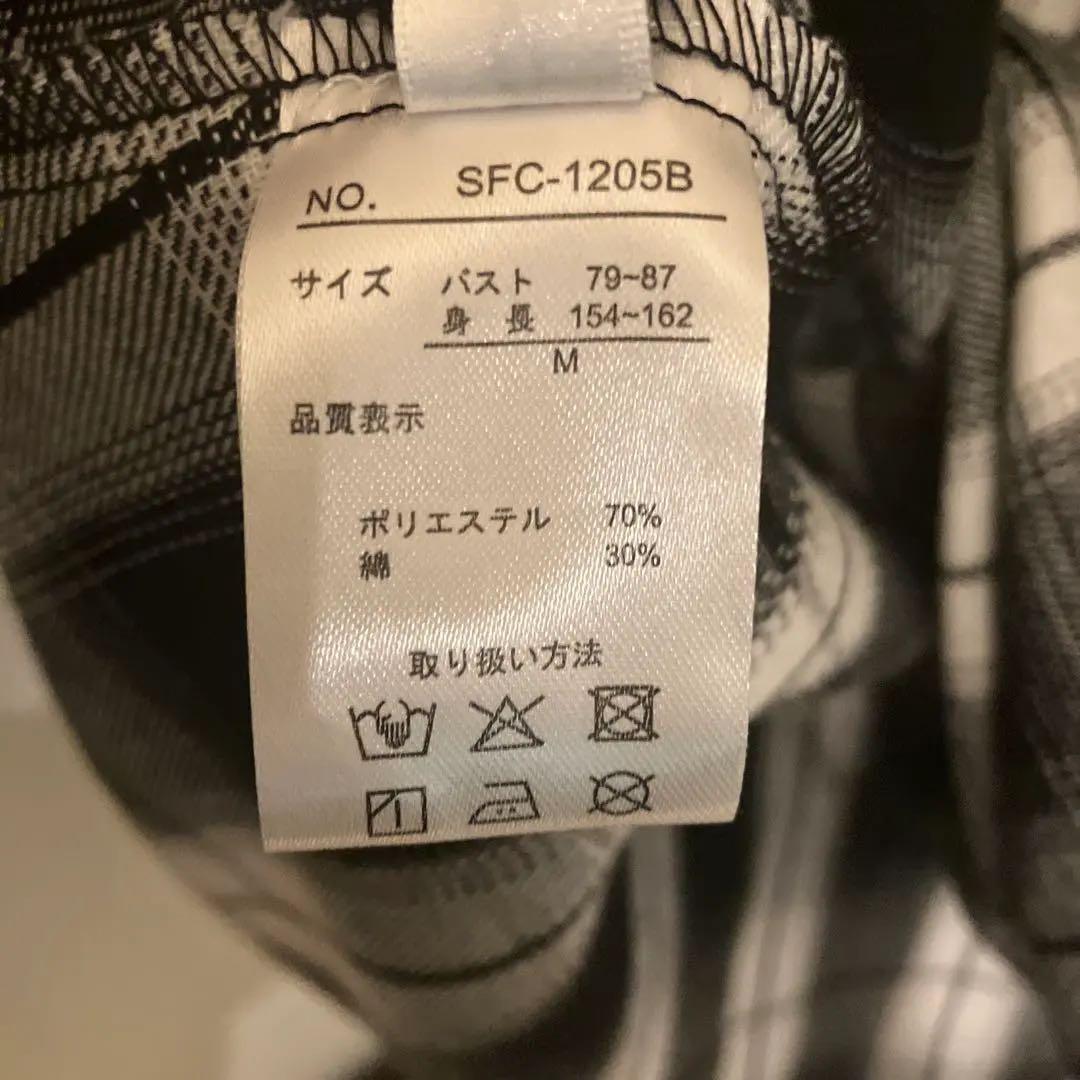 NO. SFC-1205B
サイズ バスト 79~87
身 長 154~162
M
品質表示
ポリエステル 70%
綿 30%
取り扱い方法